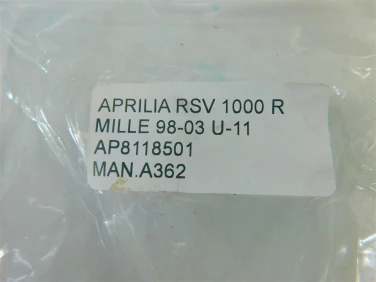 APRILIA RSV 1000 R
MILLE 98-03 U-11
AP8118501
MAN.A362